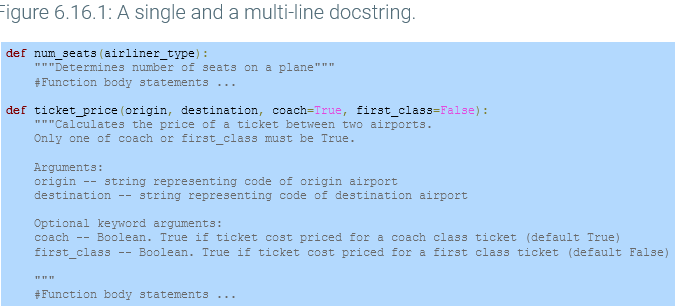 Figure 6.16.1: A single and a multi-line docstring.
def num_seats(airliner_type):
"""Determines number of seats on a plane"""
#Function body statements ...
def ticket_price(origin, destination, coach=True, first_class=False):
"""Calculates the price of a ticket between two airports.
Only one of coach or first_class must be True.
Arguments:
origin -- string representing code of origin airport
destination -- string representing code of destination airport
Optional keyword arguments:
coach -- Boolean. True if ticket cost priced for a coach class ticket (default True)
first_class -- Boolean. True if ticket cost priced for a first class ticket (default False)
"""
#Function body statements ...